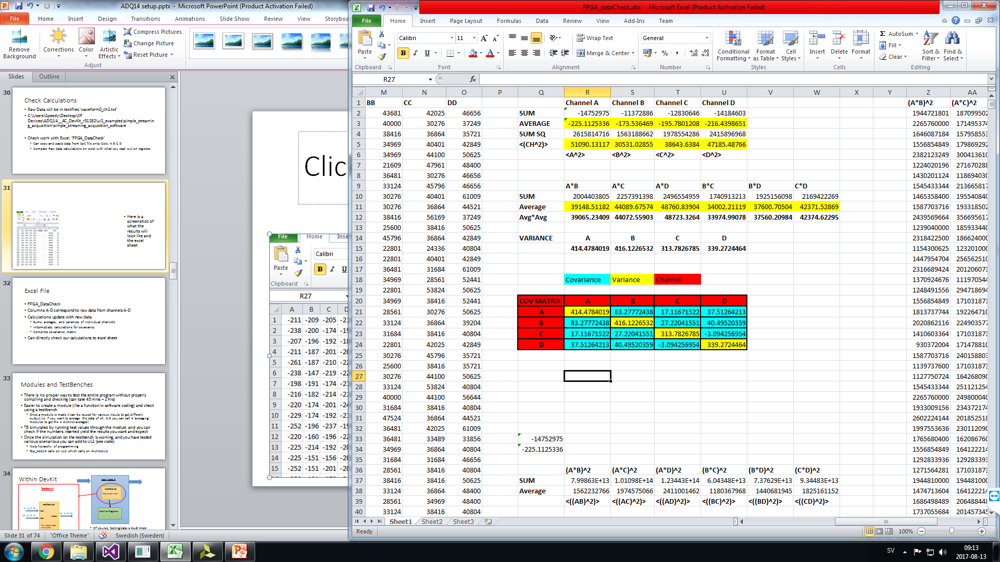 ADQ14 setup.pptx - Microsoft PowerPoint (Product Activation Failed)
File Home Insert Design Transitions Animations Slide Show Review View Storyboa
Remove Background
Corrections
Color
Artistic Effects
Compress Pictures
Change Picture
Reset Picture
Adjust
Slides Outline
30
Check Calculations
• Raw Data will be in textfiles 'waveform0_ch2.txt'
• C:\Users\Speedy\Desktop\SP
Devices\ADQ14__4C_DevKit_r31282\ul2_examples\simple_streamin
g_acqusition\simple_streaming_acquisition_software
• Check work with Excel: 'FPGA_DataCheck'
• Can copy and paste data from text file onto Cols. A B C D
• Compare Raw data calculations on excel with what you read out on registers
31
• Here is a
screenshot of
what the
results will
look like and
the excel
sheet
32
Excel File
• FPGA_DataCheck
• Columns A-D correspond to raw data from channels A-D
• Calculations update with new data
• Sums, averages, and variances of individual channels
• Intermediate calculations for covariance
• Complete covariance matrix
• Can directly check our calculations to excel sheet
33
Modules and TestBenches
• There is no proper way to test the entire program without properly
compiling and checking (can take 45 mins – 2 hrs)
• Easier to create a module (like a function in software coding) and check
using a testbench
• Once a module is made it can be reused for various inputs to get different
output (ie. if you want to average the data of ch. A-D you can call 4 'averaging'
modules to get the 4 distinct averages)
• TB simulates by running test values through the module, and you can
check if the numbers inserted yield the results you want and expect
• Once the simulation on the testbench is working, and you have tested
various scenarious you can add to UL2 (see code)
• Note heirarchy of programming
• Top_Adq14 calls on UL2 which calls on myModule
34
Within DevKit
TestBench
myModule
User Logic 2
myModule
• Of course, testing data is much more
Slide 31 of 74 "Office Theme" Swedish (Sweden)
Clic
File Home Inse
Paste
Calibri
B I U
Clipboard
R27
A B C D
1 -211 -209 -205 -21
2 -238 -200 -174 -19
3 -207 -196 -192 -18
4 -211 -187 -201 -20
5 -261 -187 -210 -22
6 -238 -147 -219 -22
7 -198 -191 -174 -21
8 -216 -182 -214 -21
9 -220 -174 -201 -24
10 -229 -174 -192 -21
11 -252 -196 -237 -19
12 -220 -160 -196 -22
13 -225 -214 -192 -20
14 -225 -151 -156 -20
15 -252 -151 -201 -20
FPGA_dataCheck.xlsx - Microsoft Excel (Product Activation Failed)
File Home Insert Page Layout Formulas Data Review View Add-Ins Team
Paste
Clipboard
Calibri 11
B I U
Font
Wrap Text
Merge & Center
Alignment
General
Number
Conditional Formatting
Format as Table
Cell Styles
Styles
Insert Delete Format
Cells
AutoSum
Fill
Clear
Sort & Filter
Find & Select
Editing
R27 fx
M N O P Q R S T U V W X Y Z AA
1 BB CC DD Channel A Channel B Channel C Channel D (A*B)^2 (A*C)^2
2 43681 42025 46656 SUM -14752975 -11372886 -12830646 -14184603 1944721801 187099502
3 40000 30276 37249 AVERAGE -225.1125336 -173.536469 -195.7801208 -216.4398651 2265760000 171495374
4 38416 36864 35721 SUM SQ 2615814716 1563188662 1978554286 2415896968 1646087184 157958553
5 34969 40401 42849 <(CH^2)> 51090.13117 30531.02855 38643.6384 47185.48766 1556854849 179869292
6 34969 44100 50625 <A^2> <B^2> <C^2> <D^2> 2382123249 300413610
7 21609 47961 48400 1224020196 271670288
8 36481 30276 46656 1430201124 118694030
9 33124 45796 46656 A*B A*C A*D B*C B*D C*D 1545433344 213665817
10 30276 40401 61009 SUM 2004403805 2257391398 2496554959 1740913213 1925156098 2169422269 1465358400 195540840
11 30276 36864 44521 Average 39148.51182 44089.67574 48760.83904 34002.21119 37600.70504 42371.52869 1587703716 193318502
12 38416 56169 37249 Avg*Avg 39065.23409 44072.55903 48723.3264 33974.99078 37560.20984 42374.62295 2439569664 356695617
13 25600 38416 50625 1239040000 185933440
14 45796 36864 42849 VARIANCE A B C D 2318422500 186624000
15 22801 24336 40804 414.4784019 416.1226532 313.7826785 339.2724464 1154300625 123201000
16 22801 40401 42849 1447954704 256562510
17 36481 31684 61009 2316689424 201206073
18 34969 28561 52441 Covariance Variance Channel 1370924676 111970544
19 22801 53824 50625 1248491556 294718694
20 34969 38416 52441 COV MATRIX A B C D 1556854849 171031873
21 28561 30276 50625 A 414.4784019 83.27772438 17.11671522 37.51264213 1813737744 192264710
22 33124 36864 39204 B 83.27772438 416.1226532 27.22041551 40.49520359 2020862116 224903577
23 31684 38416 40804 C 17.11671522 27.22041551 313.7826785 -3.094256954 1410603364 171031873
24 22801 42025 42849 D 37.51264213 40.49520359 -3.094256954 339.2724464 930372004 171478810
25 30276 45796 35721 1587703716 240158803
26 25600 38416 35721 1139737600 171031873
27 30276 44100 50625 1127750724 164268090
28 33124 53824 40804 1545433344 251121254
29 40000 44100 56644 2265760000 249800040
30 31684 38416 40804 1933009156 234372174
31 47524 36864 44521 2602224144 201852518
32 36481 42025 61009 1997553636 230112090
33 36481 33489 33856 -14752975 1765680400 162086760
34 34969 36864 40804 -225.1125336 1556854849 164122214
35 31684 31684 46656 1292833936 129283393
36 28561 38416 40804 (A*B)^2 (A*C)^2 (A*D)^2 (B*C)^2 (B*D)^2 (C*D)^2 1271564281 171031873
37 38416 38416 50625 SUM 7.99863E+13 1.01098E+14 1.23443E+14 6.04348E+13 7.37629E+13 9.34483E+13 1944810000 194481000
38 33124 36864 48400 Average 1562232766 1974575066 2411001462 1180367968 1440681945 1825161152 1474713604 164122214
39 28561 34969 48400 <((AB)^2)> <((AC)^2)> <((AD)^2)> <((BC)^2)> <((BD)^2)> <((CD)^2)> 1686498489 206488448
40 33124 38416 40804 1737055684 201457345
Sheet1 Sheet2 Sheet3
Ready 100%
SV 09:13
2017-08-13